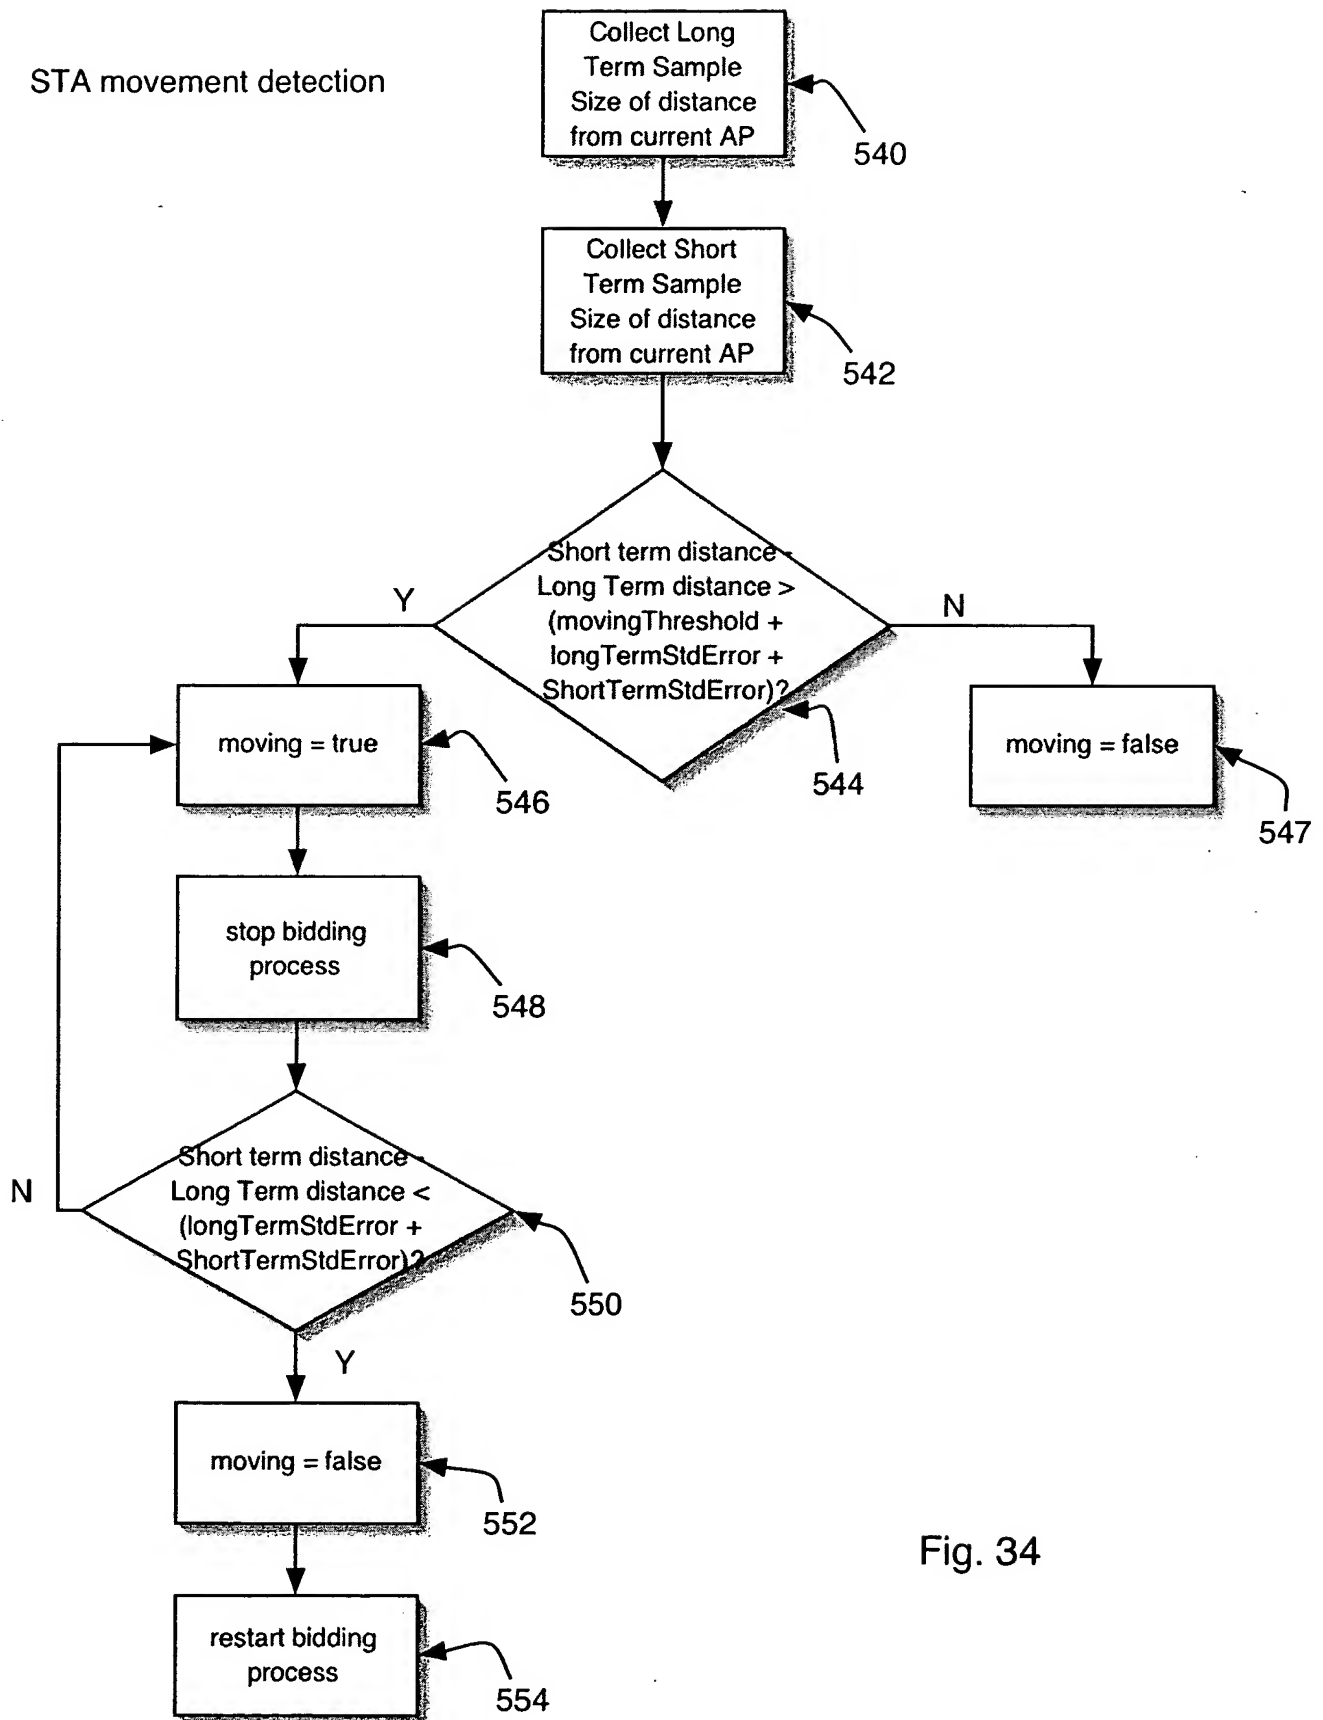 STA movement detection
Collect Long
Term Sample
Size of distance
from current AP
540
Collect Short
Term Sample
Size of distance
from current AP
542
Short term distance -
Long Term distance >
(movingThreshold +
longTermStdError +
ShortTermStdError)?
Y
N
544
moving = true
546
moving = false
547
stop bidding
process
548
Short term distance -
Long Term distance <
(longTermStdError +
ShortTermStdError)?
N
550
Y
moving = false
552
restart bidding
process
554
Fig. 34